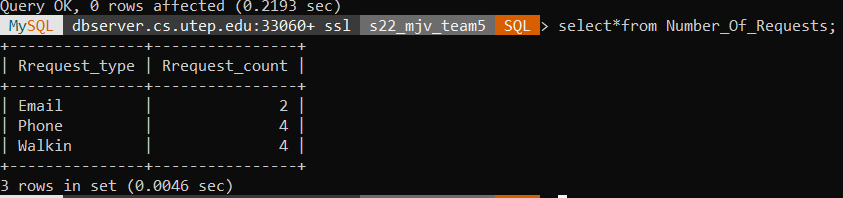 Query OK, 0 rows affected (0.2193 sec)
MySQL dbserver.cs.utep.edu:33060+ ssl s22_mjv_team5 SQL > select*from Number_Of_Requests;
+---------------+----------------+
| Rrequest_type | Rrequest_count |
+---------------+----------------+
| Email         |              2 |
| Phone         |              4 |
| Walkin        |              4 |
+---------------+----------------+
3 rows in set (0.0046 sec)